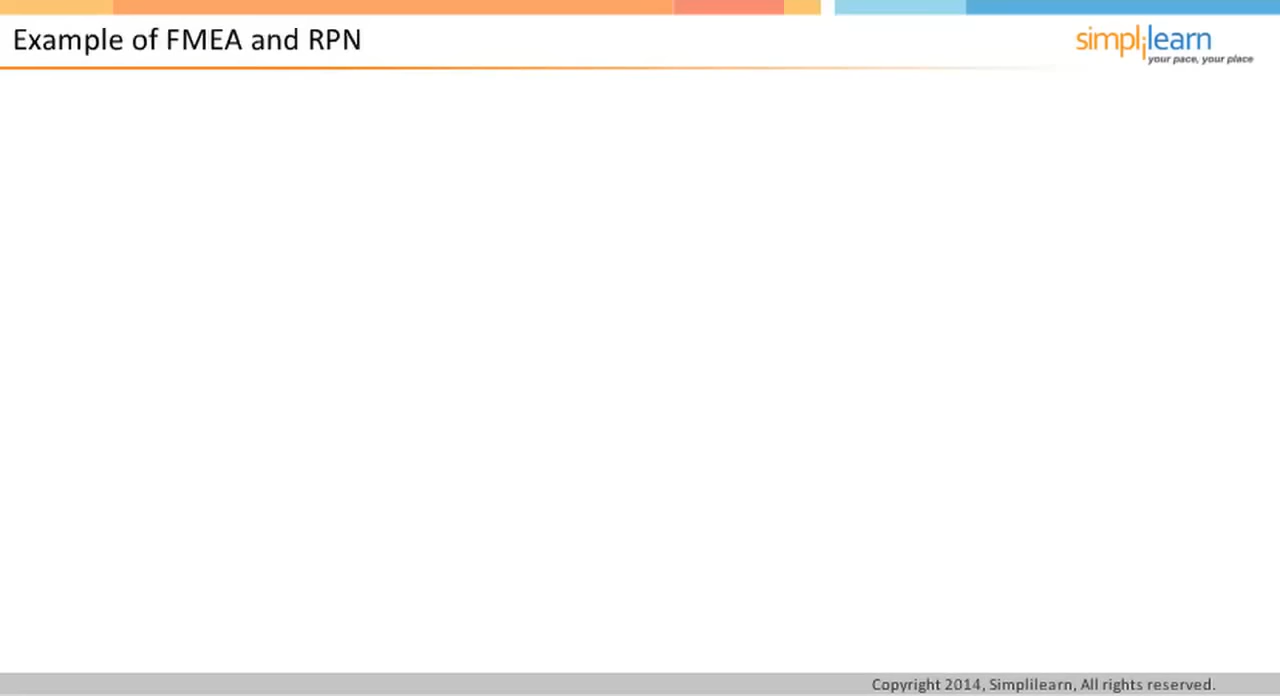 Example of FMEA and RPN
simplilearn
your pace, your place
Copyright 2014, Simplilearn, All rights reserved.